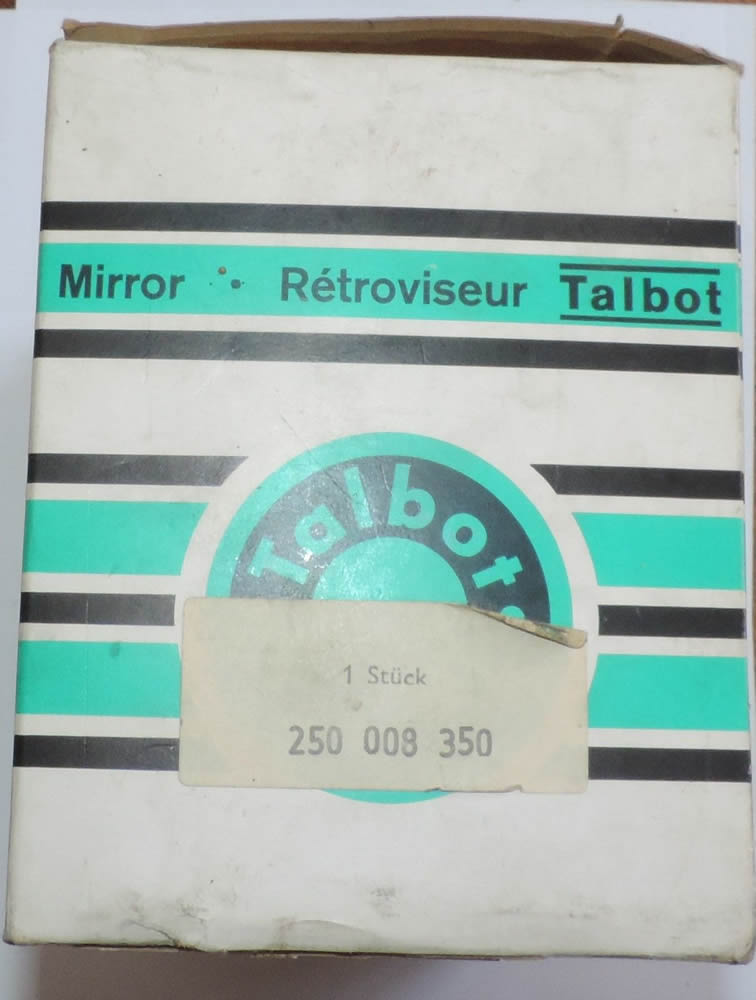 Mirror Rétroviseur Talbot
Talbot
1 Stück
250 008 350